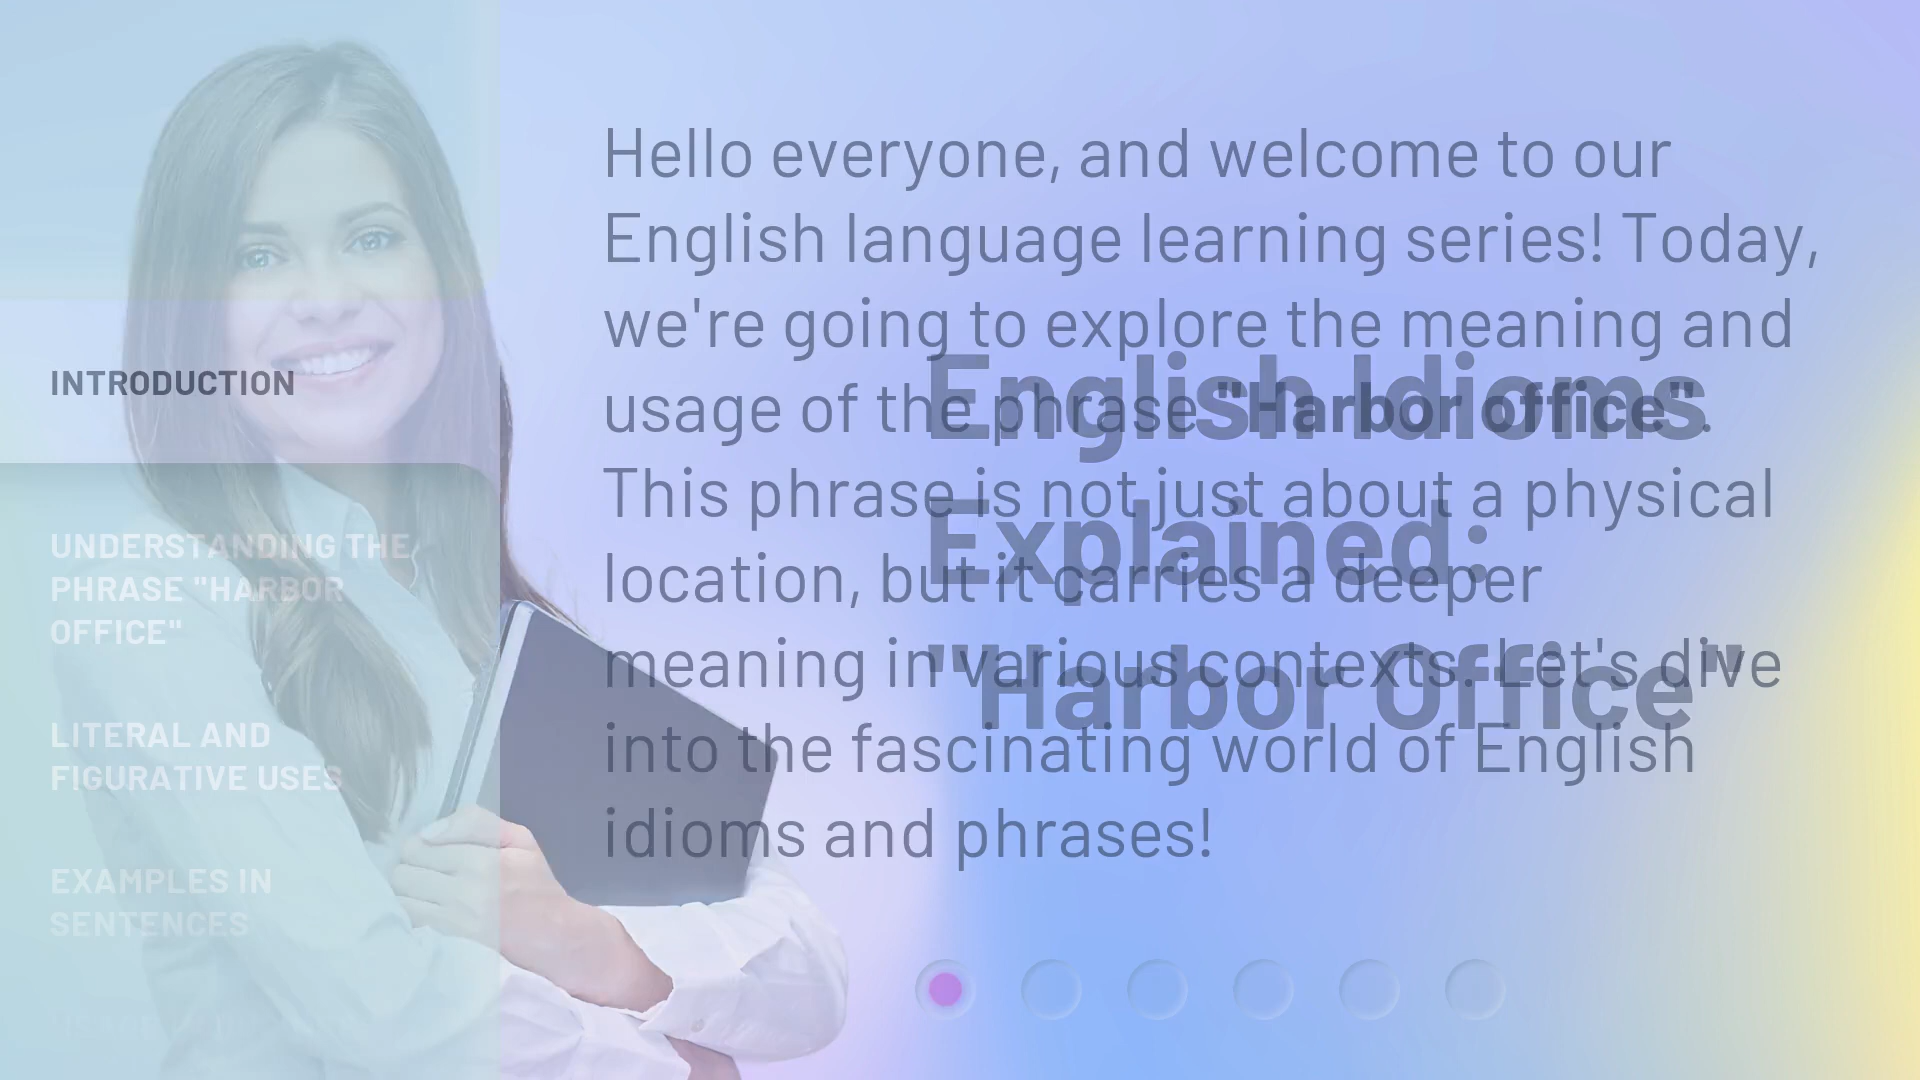 INTRODUCTION
UNDERSTANDING THE
PHRASE "HARBOR
OFFICE"
LITERAL AND
FIGURATIVE USES
EXAMPLES IN
SENTENCES
Hello everyone, and welcome to our
English language learning series! Today,
we're going to explore the meaning and
usage of the phrase "Harbor office".
This phrase is not just about a physical
location, but it carries a deeper
meaning in various contexts. Let's dive
into the fascinating world of English
idioms and phrases!
English Idioms
Explained:
"Harbor Office"